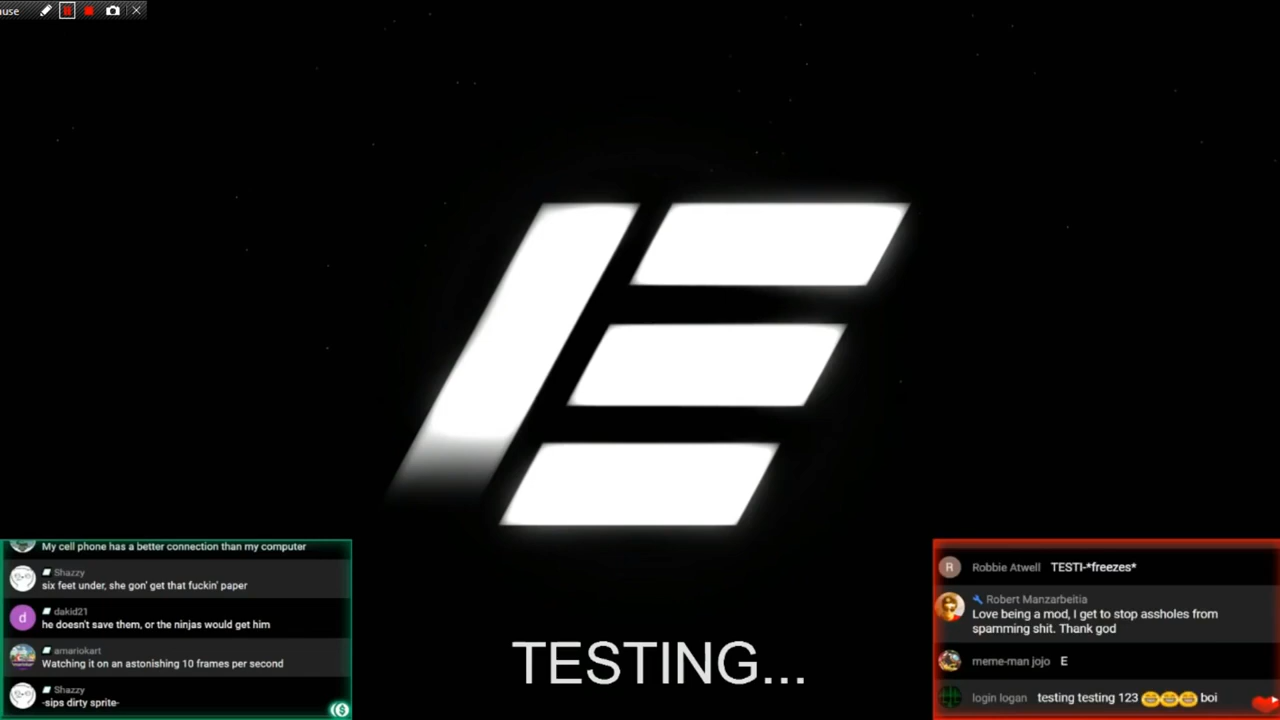 use
My cell phone has a better connection than my computer
Shazzy
six feet under, she gon' get that fuckin' paper
d
dakid21
he doesn't save them, or the ninjas would get him
amariokart
Watching it on an astonishing 10 frames per second
Shazzy
-sips dirty sprite-
TESTING...
R Robbie Atwell TESTI-*freezes*
Robert Manzarbeitia
Love being a mod, I get to stop assholes from
spamming shit. Thank god
meme-man jojo E
login logan testing testing 123 😂😂😂 boi